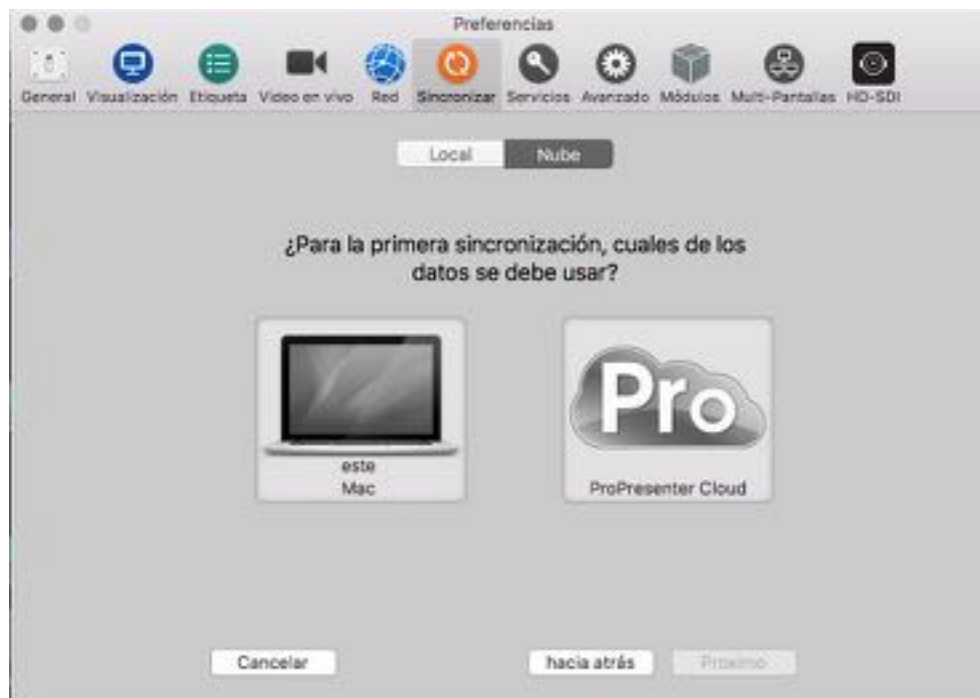 Preferencias
General Visualización Etiqueta Video en vivo Red Sincronizar Servicios Avanzado Módulos Multi-Pantallas HD-SDI
Local Nube
¿Para la primera sincronización, cuales de los
datos se debe usar?
Pro
este
Mac
ProPresenter Cloud
Cancelar hacia atrás Proximo